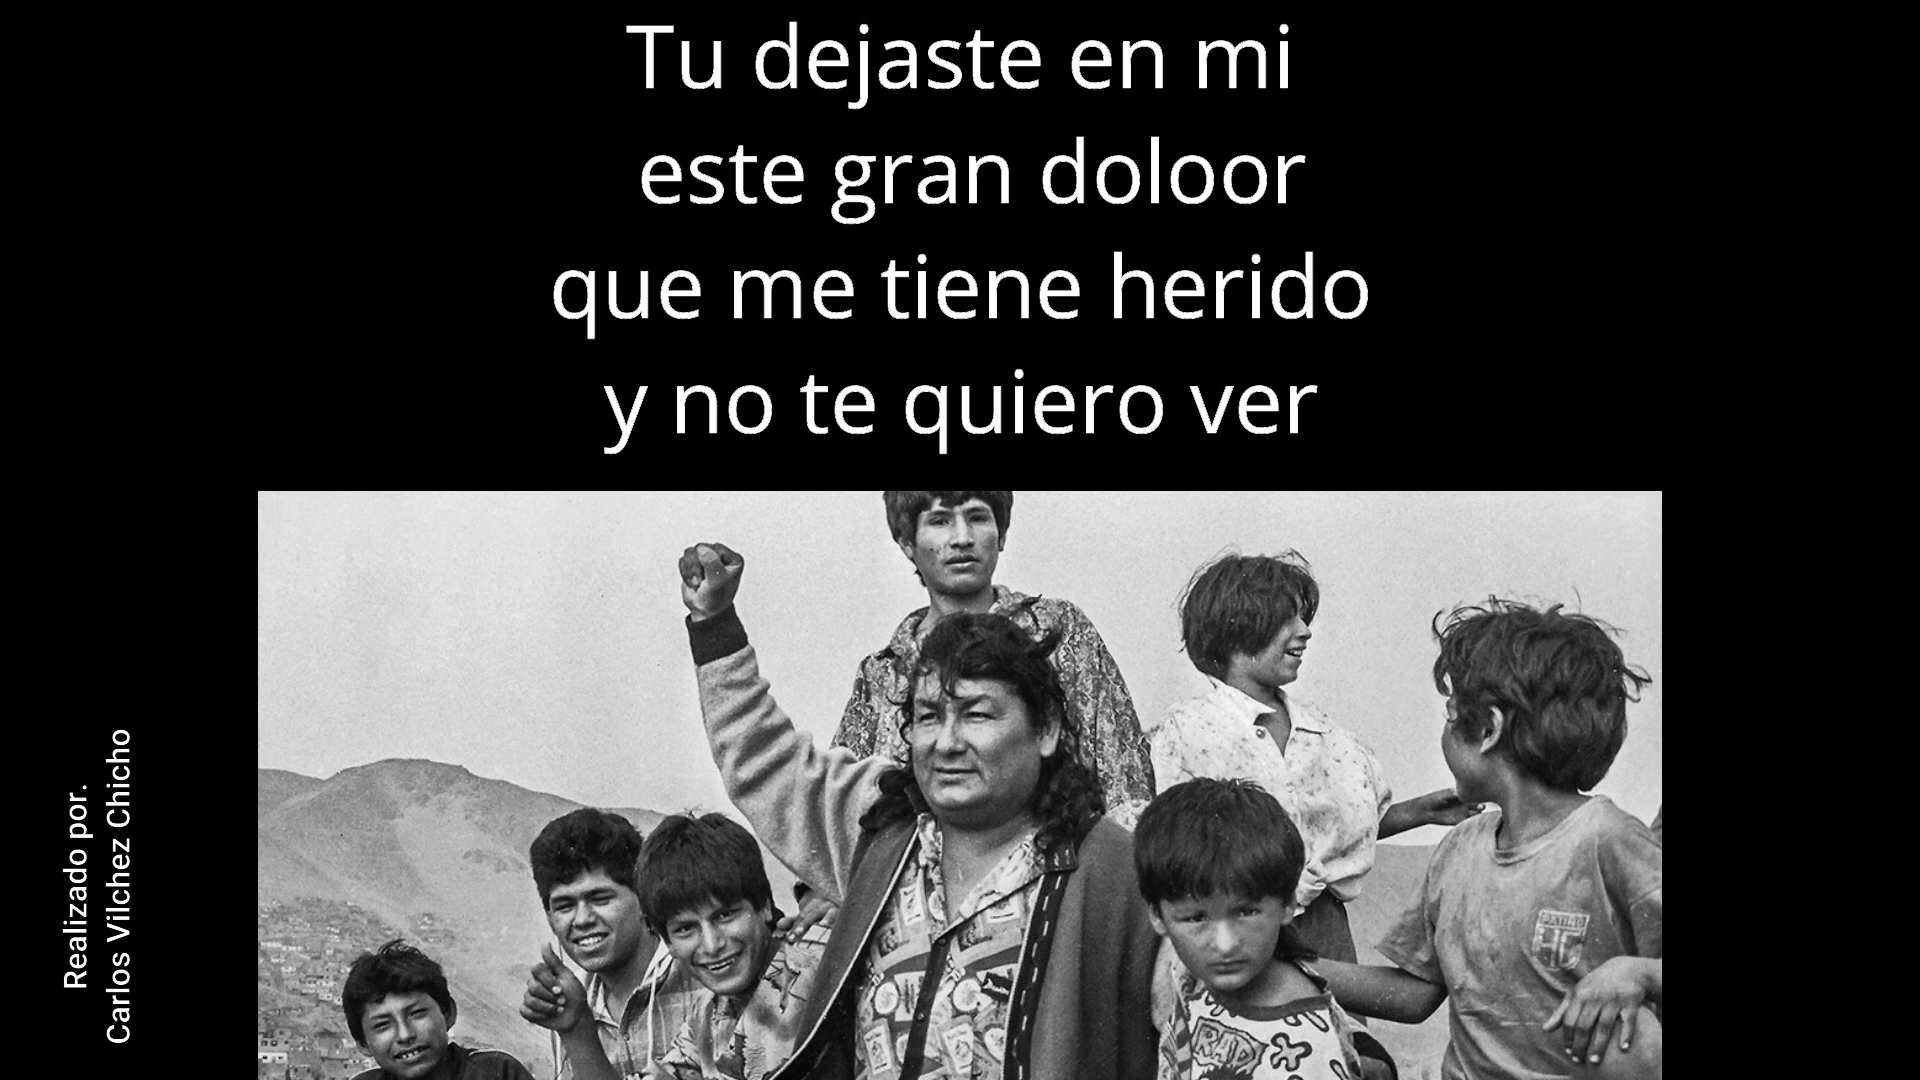 Tu dejaste en mi
este gran doloor
que me tiene herido
y no te quiero ver
Realizado por.
Carlos Vilchez Chicho
HC
RAD